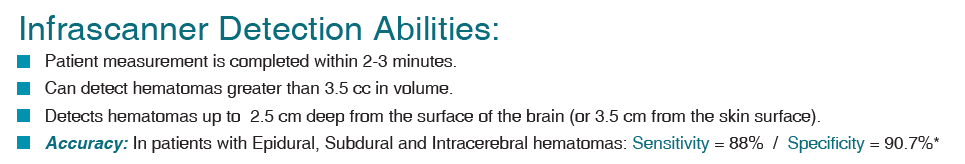 Infrascanner Detection Abilities:
Patient measurement is completed within 2-3 minutes.
Can detect hematomas greater than 3.5 cc in volume.
Detects hematomas up to 2.5 cm deep from the surface of the brain (or 3.5 cm from the skin surface).
Accuracy: In patients with Epidural, Subdural and Intracerebral hematomas: Sensitivity = 88% / Specificity = 90.7%*